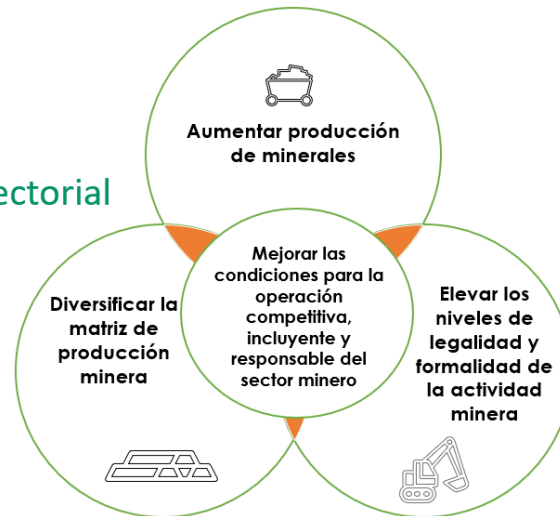 Aumentar producción
de minerales
ectorial
Mejorar las
condiciones para la
operación
competitiva,
incluyente y
responsable del
sector minero
Diversificar la
matriz de
producción
minera
Elevar los
niveles de
legalidad y
formalidad de
la actividad
minera